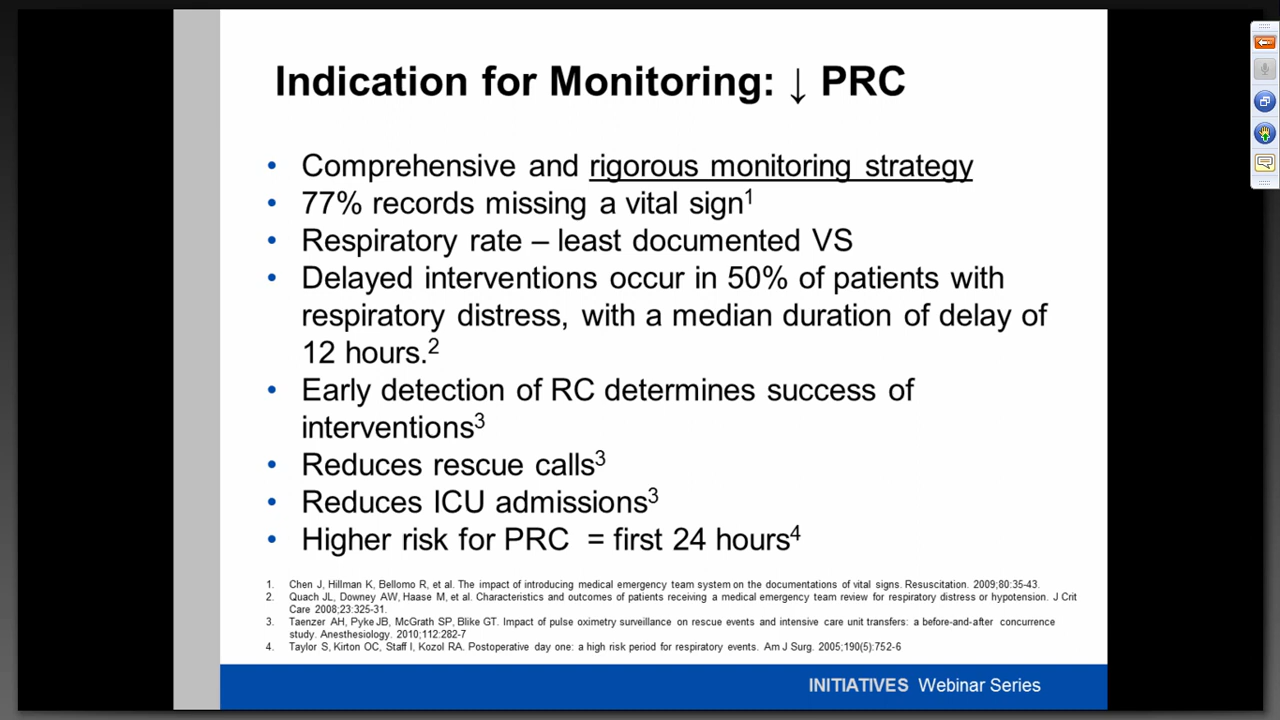 Indication for Monitoring: ↓ PRC
• Comprehensive and rigorous monitoring strategy
• 77% records missing a vital sign1
• Respiratory rate – least documented VS
• Delayed interventions occur in 50% of patients with
respiratory distress, with a median duration of delay of
12 hours.2
• Early detection of RC determines success of
interventions3
• Reduces rescue calls3
• Reduces ICU admissions3
• Higher risk for PRC = first 24 hours4
1. Chen J, Hillman K, Bellomo R, et al. The impact of introducing medical emergency team system on the documentations of vital signs. Resuscitation. 2009;80:35-43.
2. Quach JL, Downey AW, Haase M, et al. Characteristics and outcomes of patients receiving a medical emergency team review for respiratory distress or hypotension. J Crit
Care 2008;23:325-31.
3. Taenzer AH, Pyke JB, McGrath SP, Blike GT. Impact of pulse oximetry surveillance on rescue events and intensive care unit transfers: a before-and-after concurrence
study. Anesthesiology. 2010;112:282-7
4. Taylor S, Kirton OC, Staff I, Kozol RA. Postoperative day one: a high risk period for respiratory events. Am J Surg. 2005;190(5):752-6
INITIATIVES Webinar Series